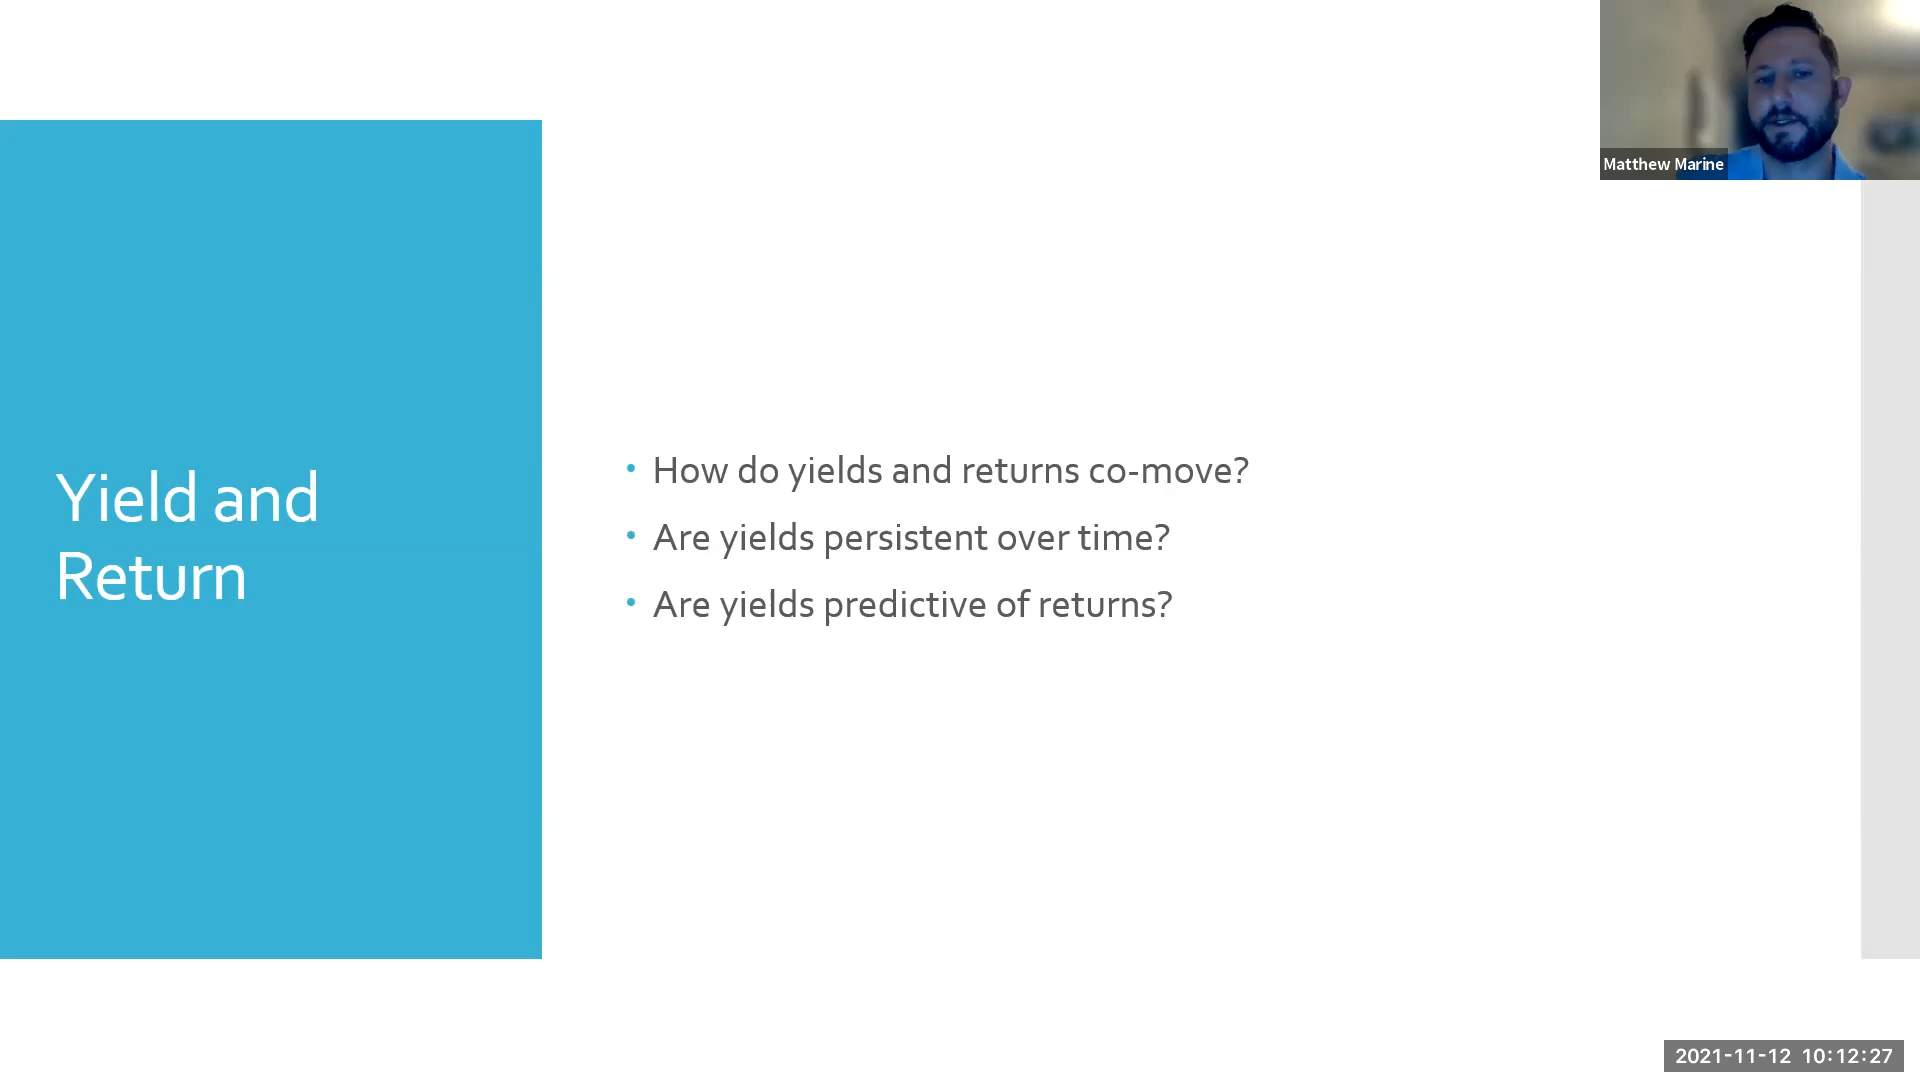 Matthew Marine
Yield and
Return
• How do yields and returns co-move?
• Are yields persistent over time?
• Are yields predictive of returns?
2021-11-12 10:12:27